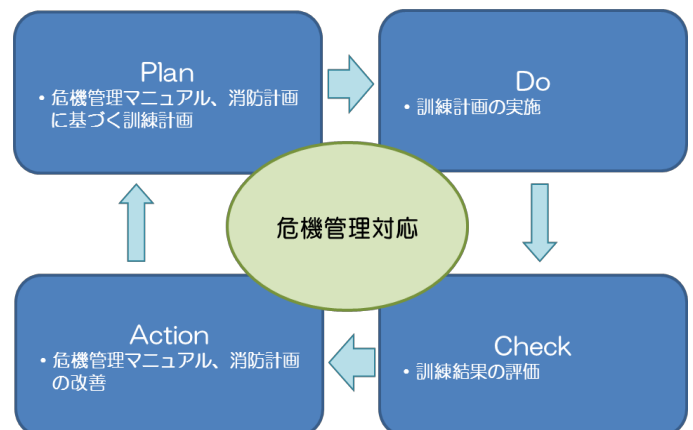 Plan
・危機管理マニュアル、消防計画
に基づく訓練計画
Do
・訓練計画の実施
危機管理対応
Action
・危機管理マニュアル、消防計画
の改善
Check
・訓練結果の評価